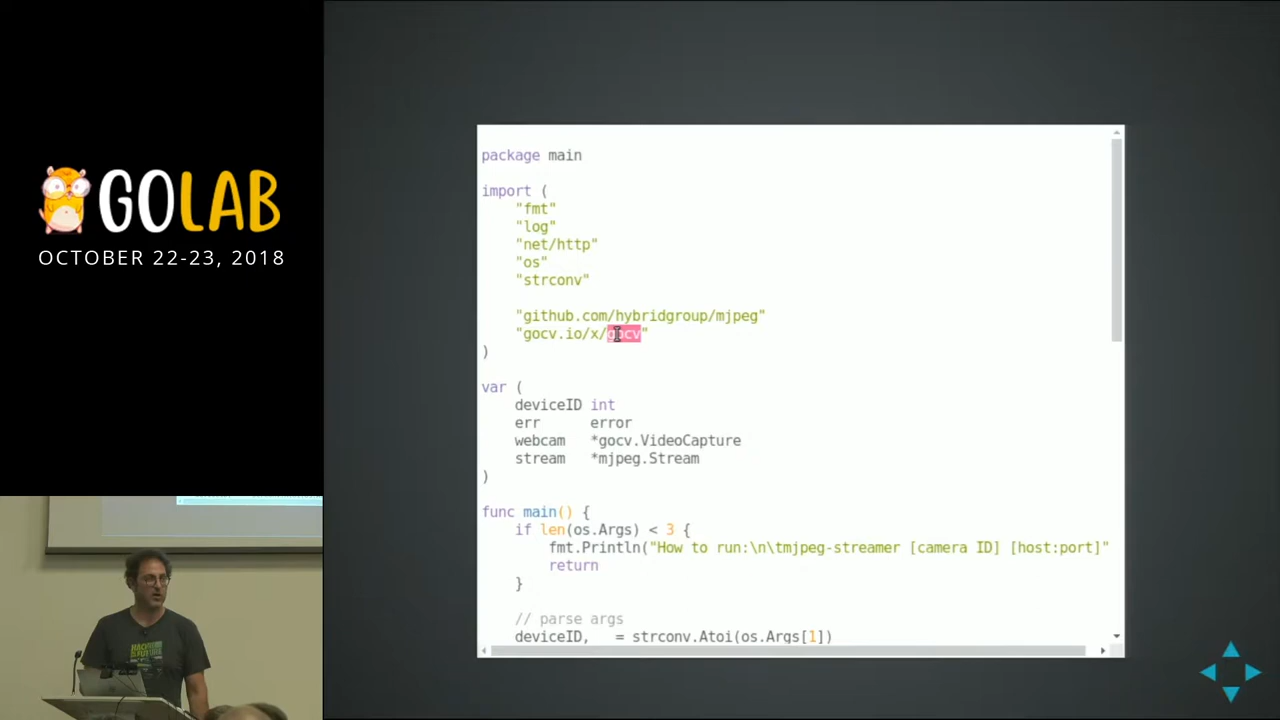 GOLAB
OCTOBER 22-23, 2018
package main
import (
"fmt"
"log"
"net/http"
"os"
"strconv"
"github.com/hybridgroup/mjpeg"
"gocv.io/x/gocv"
)
var (
deviceID int
err error
webcam *gocv.VideoCapture
stream *mjpeg.Stream
)
func main() {
if len(os.Args) < 3 {
fmt.Println("How to run:\n\tmjpeg-streamer [camera ID] [host:port]"
return
}
// parse args
deviceID, = strconv.Atoi(os.Args[1])